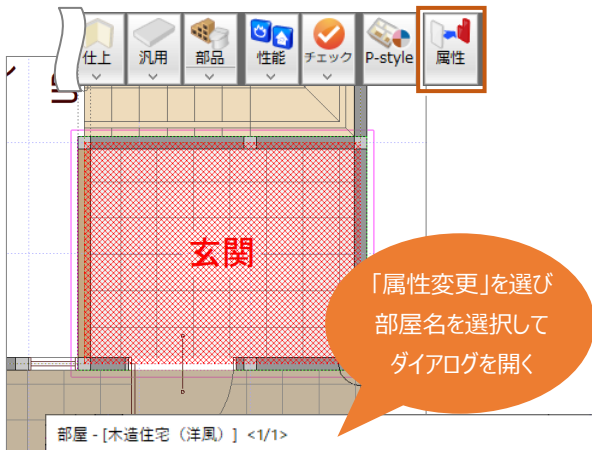 仕上
汎用
部品
性能
チェック
P-style
属性
玄関
「属性変更」を選び
部屋名を選択して
ダイアログを開く
部屋 - [木造住宅（洋風）] <1/1>